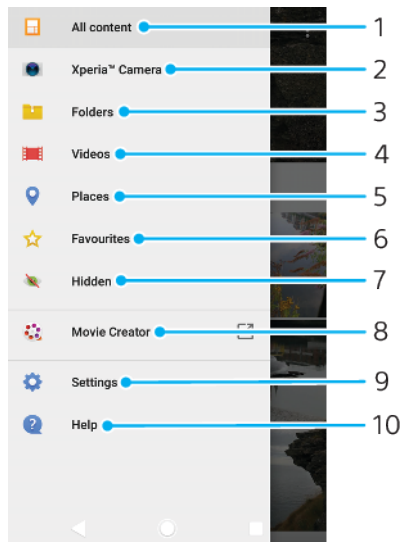 All content 1
Xperia™ Camera 2
Folders 3
Videos 4
Places 5
Favourites 6
Hidden 7
Movie Creator 8
Settings 9
Help 10